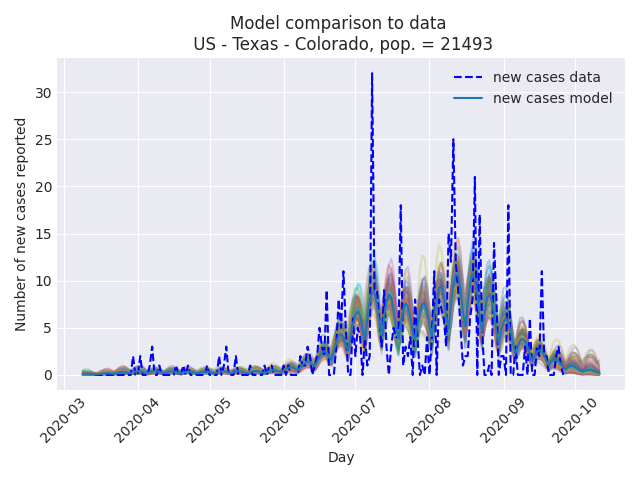 Model comparison to data
US - Texas - Colorado, pop. = 21493
new cases data
new cases model
Number of new cases reported
30
25
20
15
10
5
0
2020-03
2020-04
2020-05
2020-06
2020-07
2020-08
2020-09
2020-10
Day